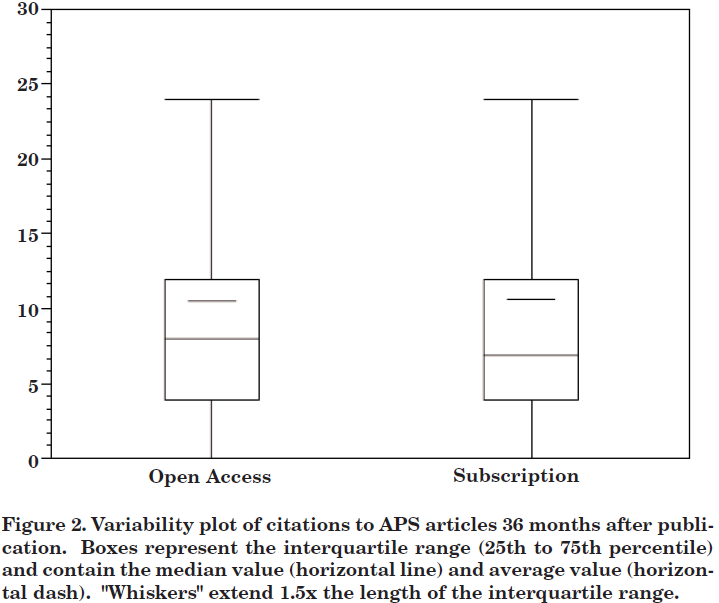 30
25
20
15
10
5
0
Open Access
Subscription
Figure 2. Variability plot of citations to APS articles 36 months after publi-
cation. Boxes represent the interquartile range (25th to 75th percentile)
and contain the median value (horizontal line) and average value (horizon-
tal dash). "Whiskers" extend 1.5x the length of the interquartile range.